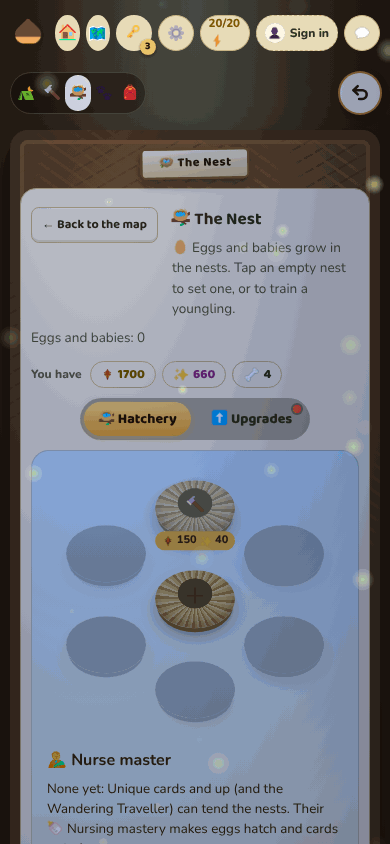 20/20
3
Sign in
The Nest
← Back to the map
The Nest
Eggs and babies grow in
the nests. Tap an empty nest
to set one, or to train a
youngling.
Eggs and babies: 0
You have 1700 660 4
Hatchery Upgrades
150 40
Nurse master
None yet: Unique cards and up (and the
Wandering Traveller) can tend the nests. Their
Nursing mastery makes eggs hatch and cards